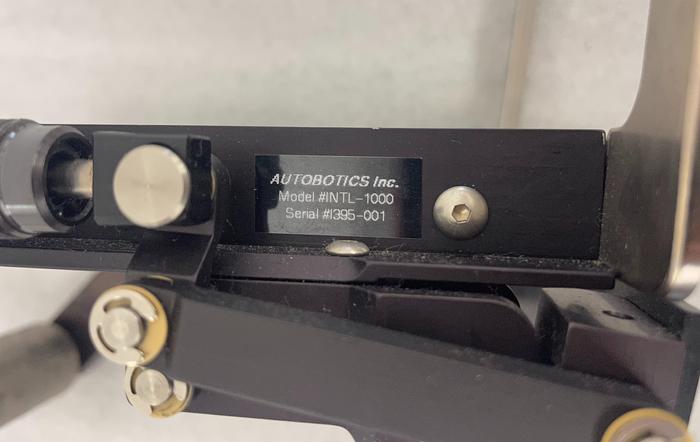 AUTOBOTICS Inc.
Model #INTL-1000
Serial #I395-001